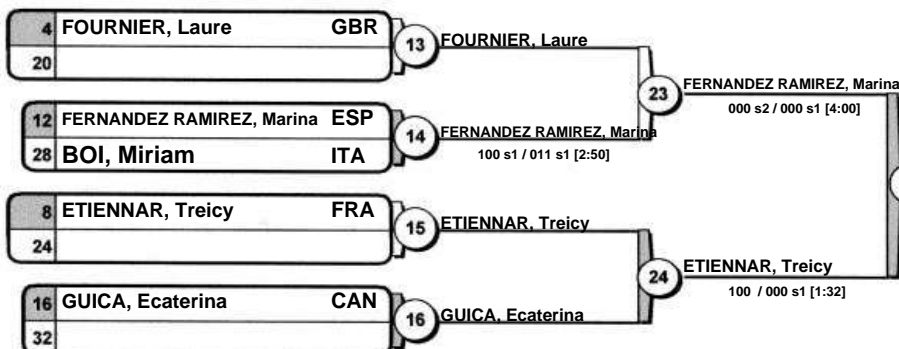 4 FOURNIER, Laure GBR
20
13 FOURNIER, Laure
12 FERNANDEZ RAMIREZ, Marina ESP
28 BOI, Miriam ITA
14 FERNANDEZ RAMIREZ, Marina
100 s1 / 011 s1 [2:50]
23 FERNANDEZ RAMIREZ, Marina
000 s2 / 000 s1 [4:00]
8 ETIENNAR, Treicy FRA
24
15 ETIENNAR, Treicy
16 GUICA, Ecaterina CAN
32
16 GUICA, Ecaterina
24 ETIENNAR, Treicy
100 / 000 s1 [1:32]